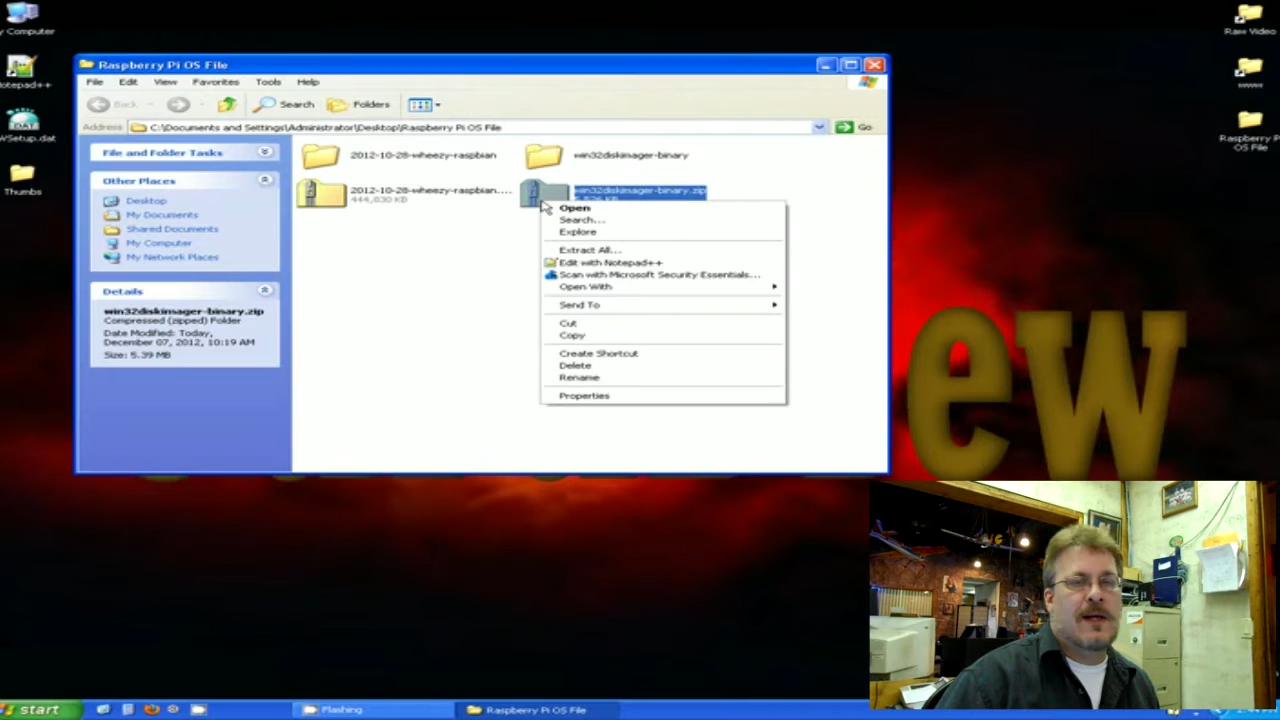 y Computer
Notepad++
WSetup.dat
Thumbs
Raw Video
www
Raspberry Pi
OS File
Raspberry Pi OS File
File Edit View Favorites Tools Help
Back Search Folders
Address C:\Documents and Settings\Administrator\Desktop\Raspberry Pi OS File Go
File and Folder Tasks
Other Places
Desktop
My Documents
Shared Documents
My Computer
My Network Places
Details
win32diskimager-binary.zip
Compressed (zipped) Folder
Date Modified: Today,
December 07, 2012, 10:19 AM
Size: 5.39 MB
2012-10-28-wheezy-raspbian
win32diskimager-binary
2012-10-28-wheezy-raspbian....
444,030 KB
win32diskimager-binary.zip
Open
Search...
Explore
Extract All...
Edit with Notepad++
Scan with Microsoft Security Essentials...
Open With
Send To
Cut
Copy
Create Shortcut
Delete
Rename
Properties
ew
start
Flashing
Raspberry Pi OS File